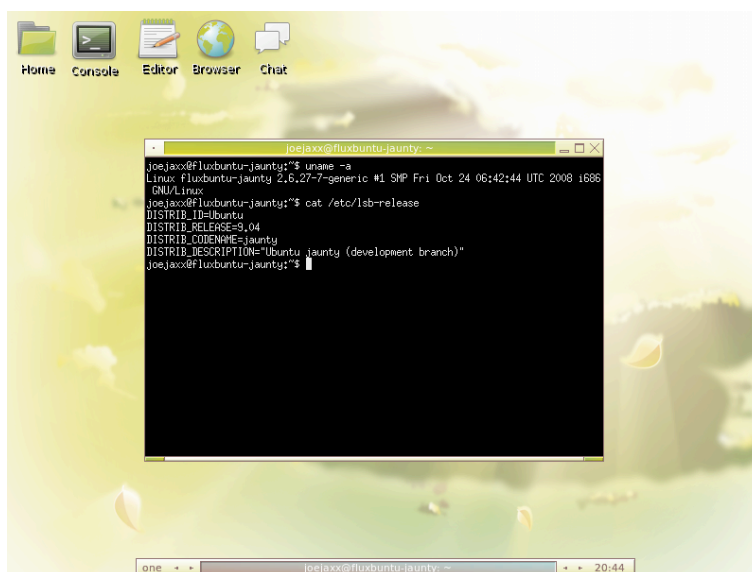 Home Console Editor Browser Chat
joejaxx@fluxbuntu-jaunty: ~
joejaxx@fluxbuntu-jaunty:~$ uname -a
Linux fluxbuntu-jaunty 2.6.27-7-generic #1 SMP Fri Oct 24 06:42:44 UTC 2008 i686
GNU/Linux
joejaxx@fluxbuntu-jaunty:~$ cat /etc/lsb-release
DISTRIB_ID=Ubuntu
DISTRIB_RELEASE=9.04
DISTRIB_CODENAME=jaunty
DISTRIB_DESCRIPTION="Ubuntu jaunty (development branch)"
joejaxx@fluxbuntu-jaunty:~$
one joejaxx@fluxbuntu-jaunty: ~ 20:44